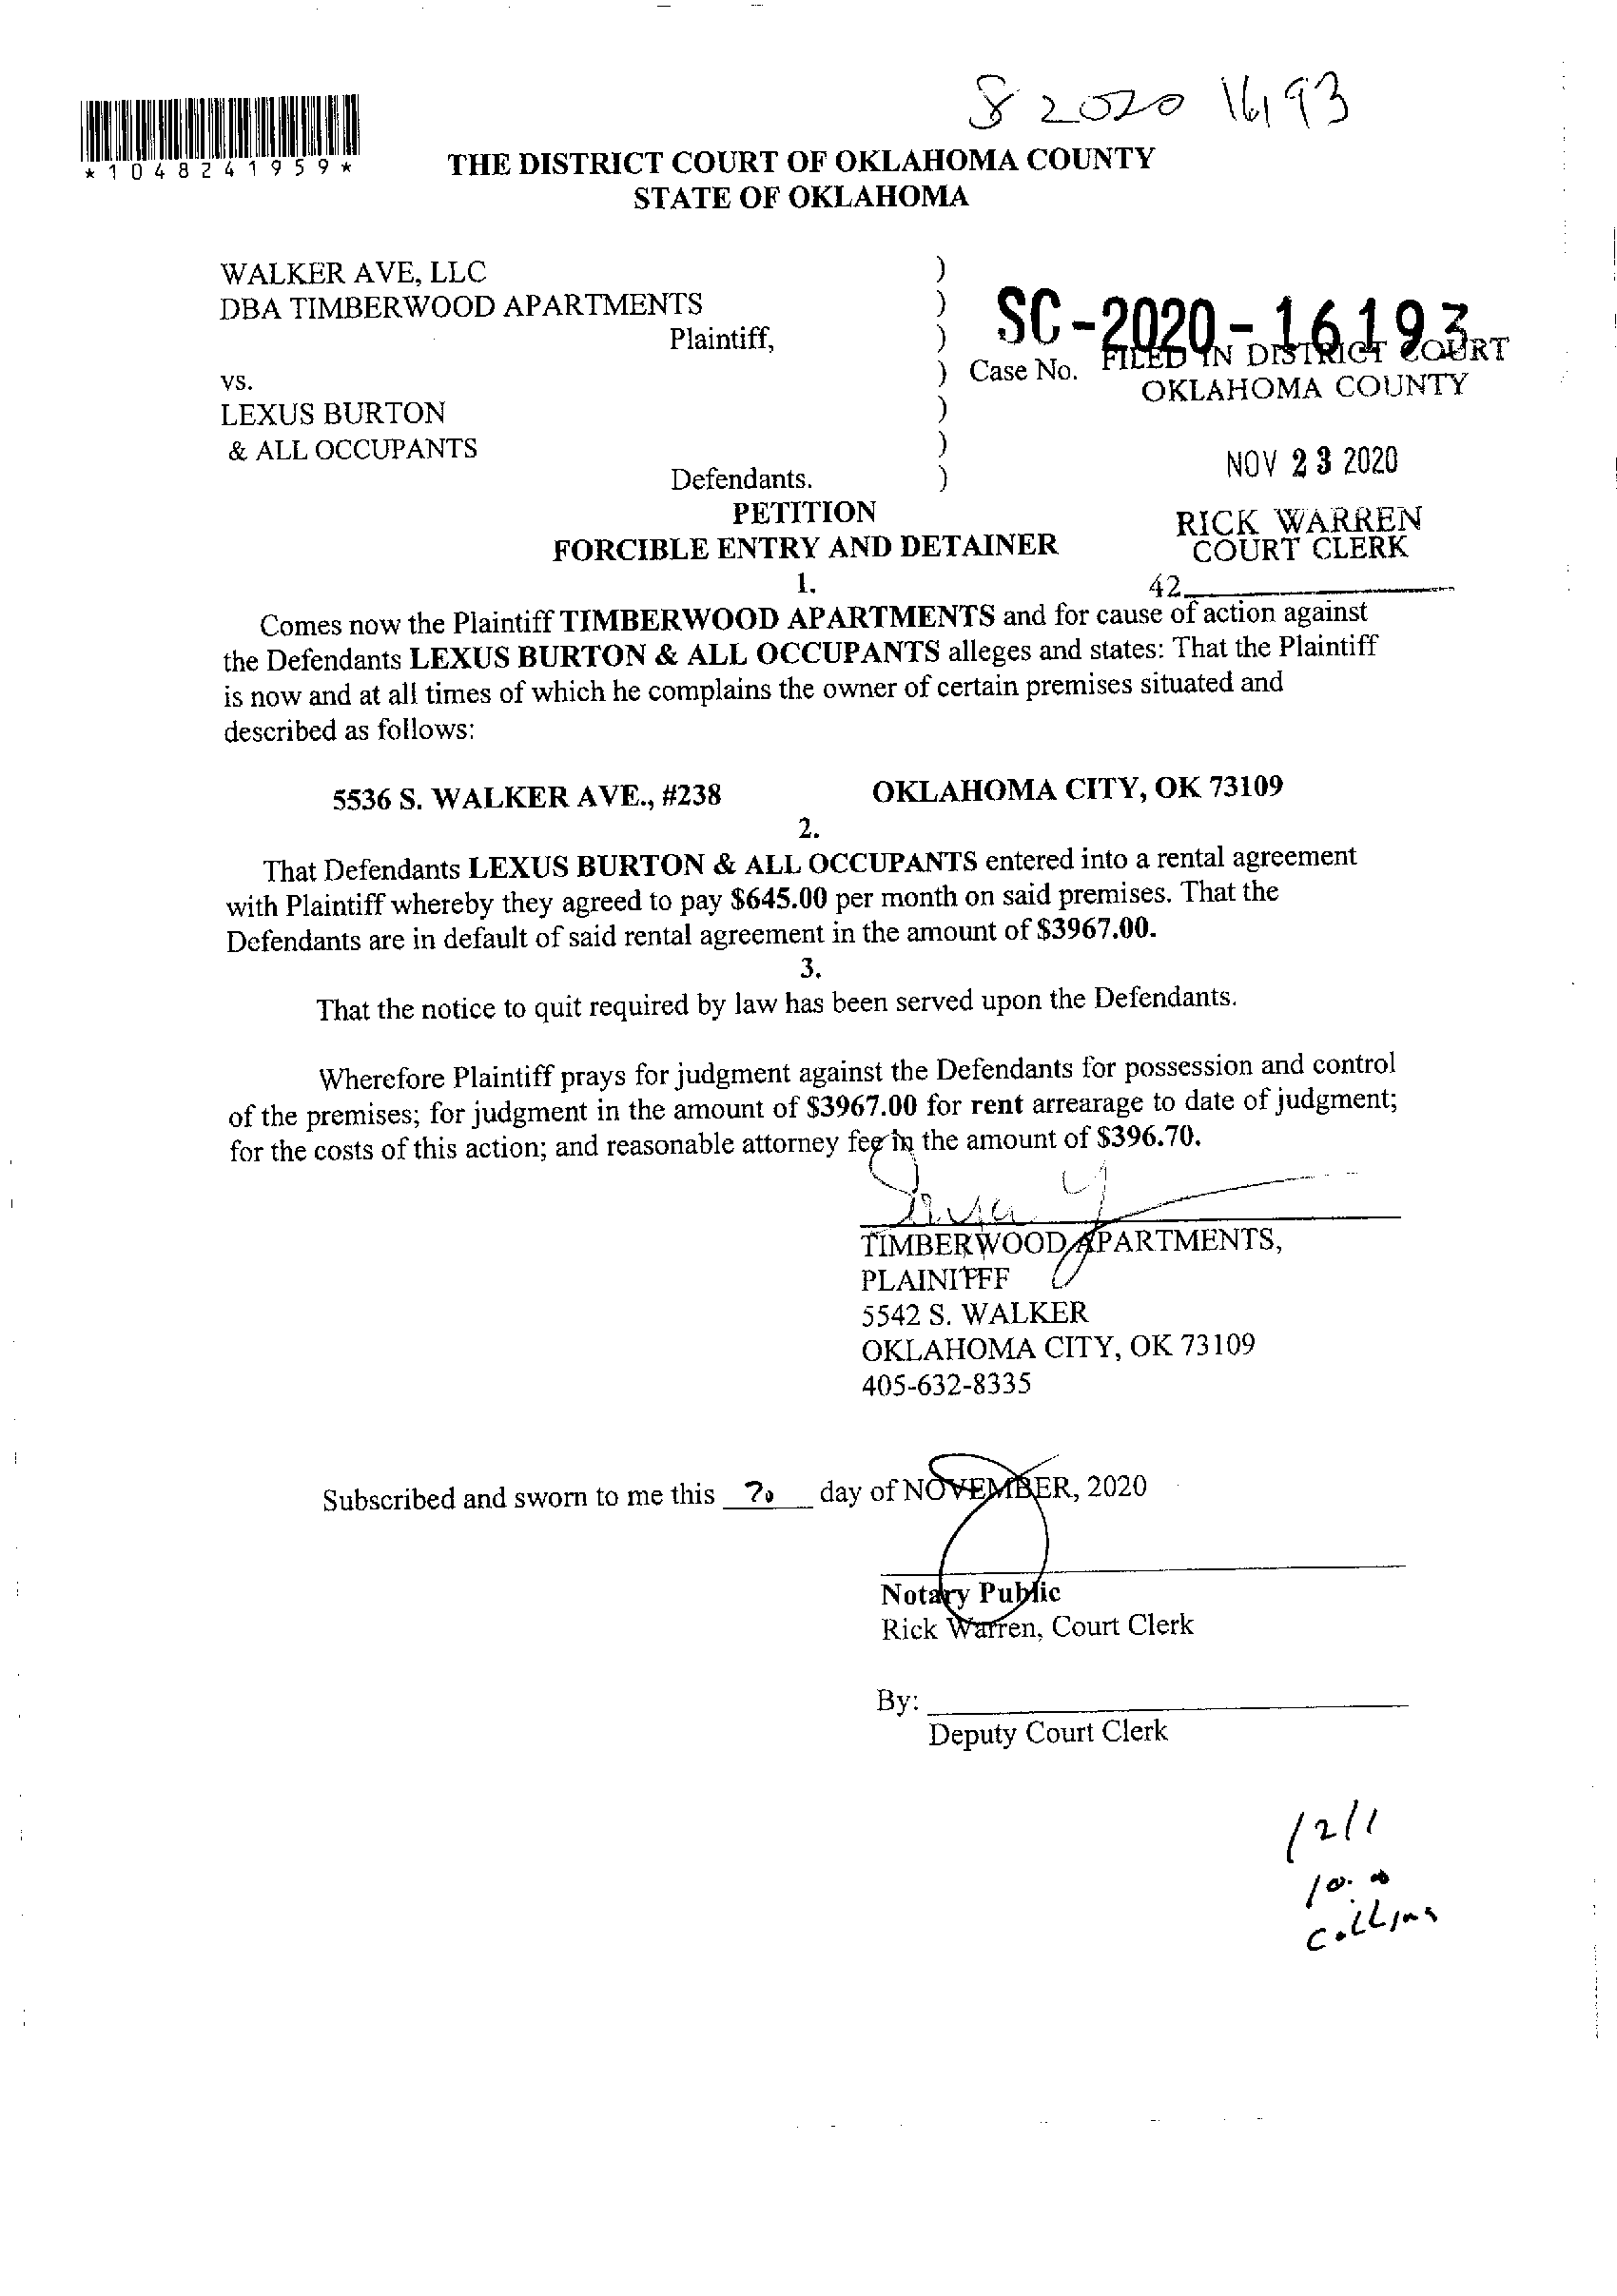 S 2020 16193
*1048241959*
THE DISTRICT COURT OF OKLAHOMA COUNTY
STATE OF OKLAHOMA
WALKER AVE, LLC )
DBA TIMBERWOOD APARTMENTS )
Plaintiff, )
SC-2020-16193
) Case No.
FILED IN DISTRICT COURT
OKLAHOMA COUNTY
vs.
LEXUS BURTON )
& ALL OCCUPANTS )
Defendants. )
NOV 23 2020
PETITION
RICK WARREN
FORCIBLE ENTRY AND DETAINER
COURT CLERK
1.
42
Comes now the Plaintiff TIMBERWOOD APARTMENTS and for cause of action against
the Defendants LEXUS BURTON & ALL OCCUPANTS alleges and states: That the Plaintiff
is now and at all times of which he complains the owner of certain premises situated and
described as follows:
5536 S. WALKER AVE., #238 OKLAHOMA CITY, OK 73109
2.
That Defendants LEXUS BURTON & ALL OCCUPANTS entered into a rental agreement
with Plaintiff whereby they agreed to pay $645.00 per month on said premises. That the
Defendants are in default of said rental agreement in the amount of $3967.00.
3.
That the notice to quit required by law has been served upon the Defendants.
Wherefore Plaintiff prays for judgment against the Defendants for possession and control
of the premises; for judgment in the amount of $3967.00 for rent arrearage to date of judgment;
for the costs of this action; and reasonable attorney fee in the amount of $396.70.
TIMBERWOOD APARTMENTS,
PLAINITFF
5542 S. WALKER
OKLAHOMA CITY, OK 73109
405-632-8335
Subscribed and sworn to me this day of NOVEMBER, 2020
Notary Public
Rick Warren, Court Clerk
By:
Deputy Court Clerk
12/1
10:00
Collins